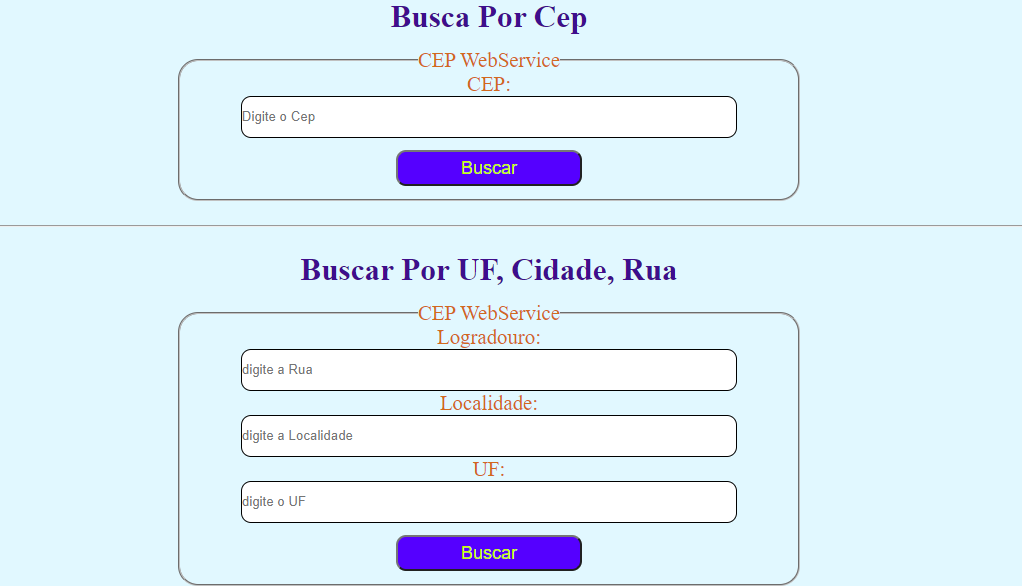 Busca Por Cep
CEP WebService
CEP:
Digite o Cep
Buscar
Buscar Por UF, Cidade, Rua
CEP WebService
Logradouro:
digite a Rua
Localidade:
digite a Localidade
UF:
digite o UF
Buscar